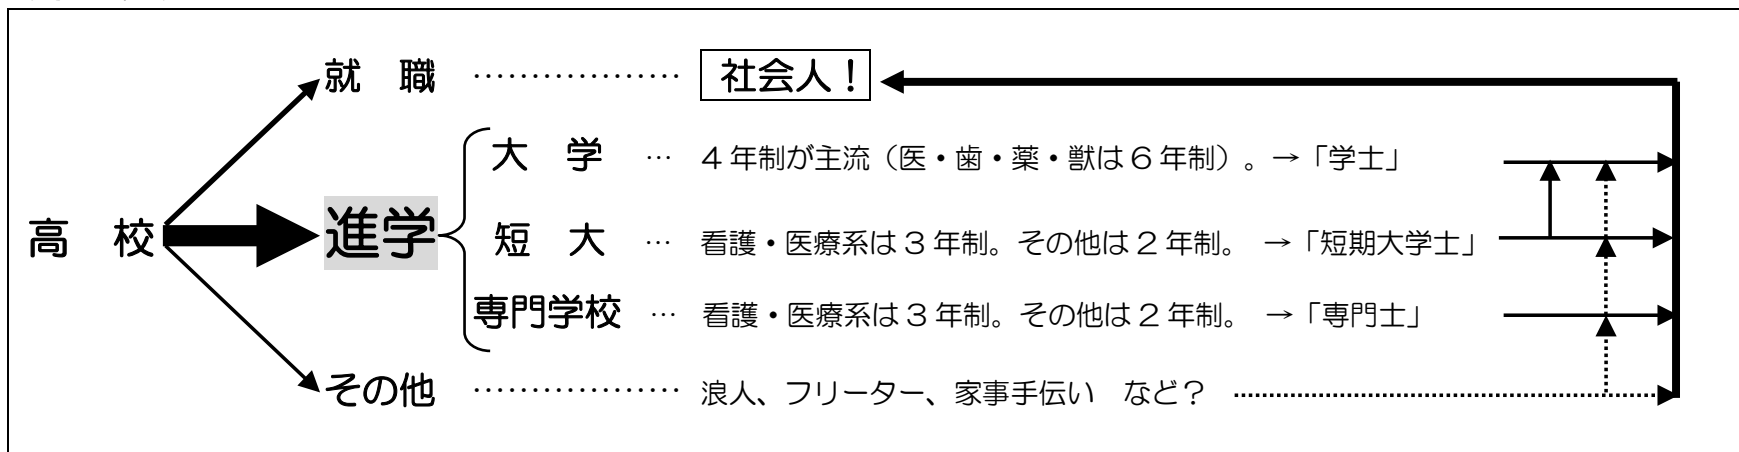 就　職 ……………… 社会人！
大　学 … 4年制が主流（医・歯・薬・獣は6年制）。→「学士」
高　校 進学 短　大 … 看護・医療系は3年制。その他は2年制。 →「短期大学士」
専門学校 … 看護・医療系は3年制。その他は2年制。 →「専門士」
その他 ……………… 浪人、フリーター、家事手伝い　など？